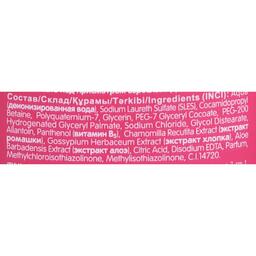 Состав/Склад/Құрамы/Tərkibi/Ingredients (INCI): Aqua
(деионизированная вода), Sodium Laureth Sulfate (SLES), Cocamidopropyl
Betaine, Polyquaternium-7, Glycerin, PEG-7 Glyceryl Cocoate, PEG-200
Hydrogenated Glyceryl Palmate, Sodium Chloride, Glycol Distearate,
Allantoin, Panthenol (витамин B₅), Chamomilla Recutita Extract (экстракт
ромашки), Gossypium Herbaceum Extract (экстракт хлопка), Aloe
Barbadensis Extract (экстракт алоэ), Citric Acid, Disodium EDTA, Parfum,
Methylchloroisothiazolinone, Methylisothiazolinone, C.I.14720.